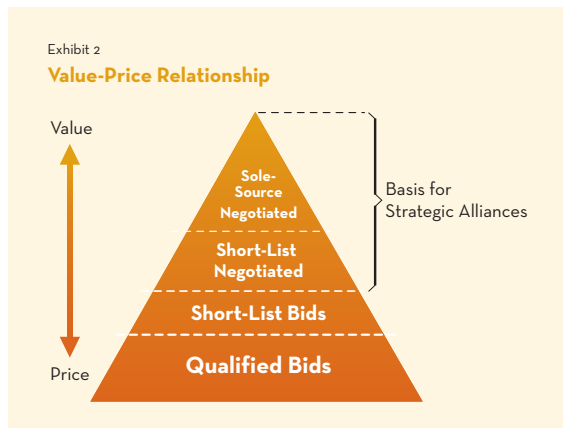 Exhibit 2
Value-Price Relationship
Value
Sole-
Source
Negotiated
Basis for
Strategic Alliances
Short-List
Negotiated
Short-List Bids
Qualified Bids
Price